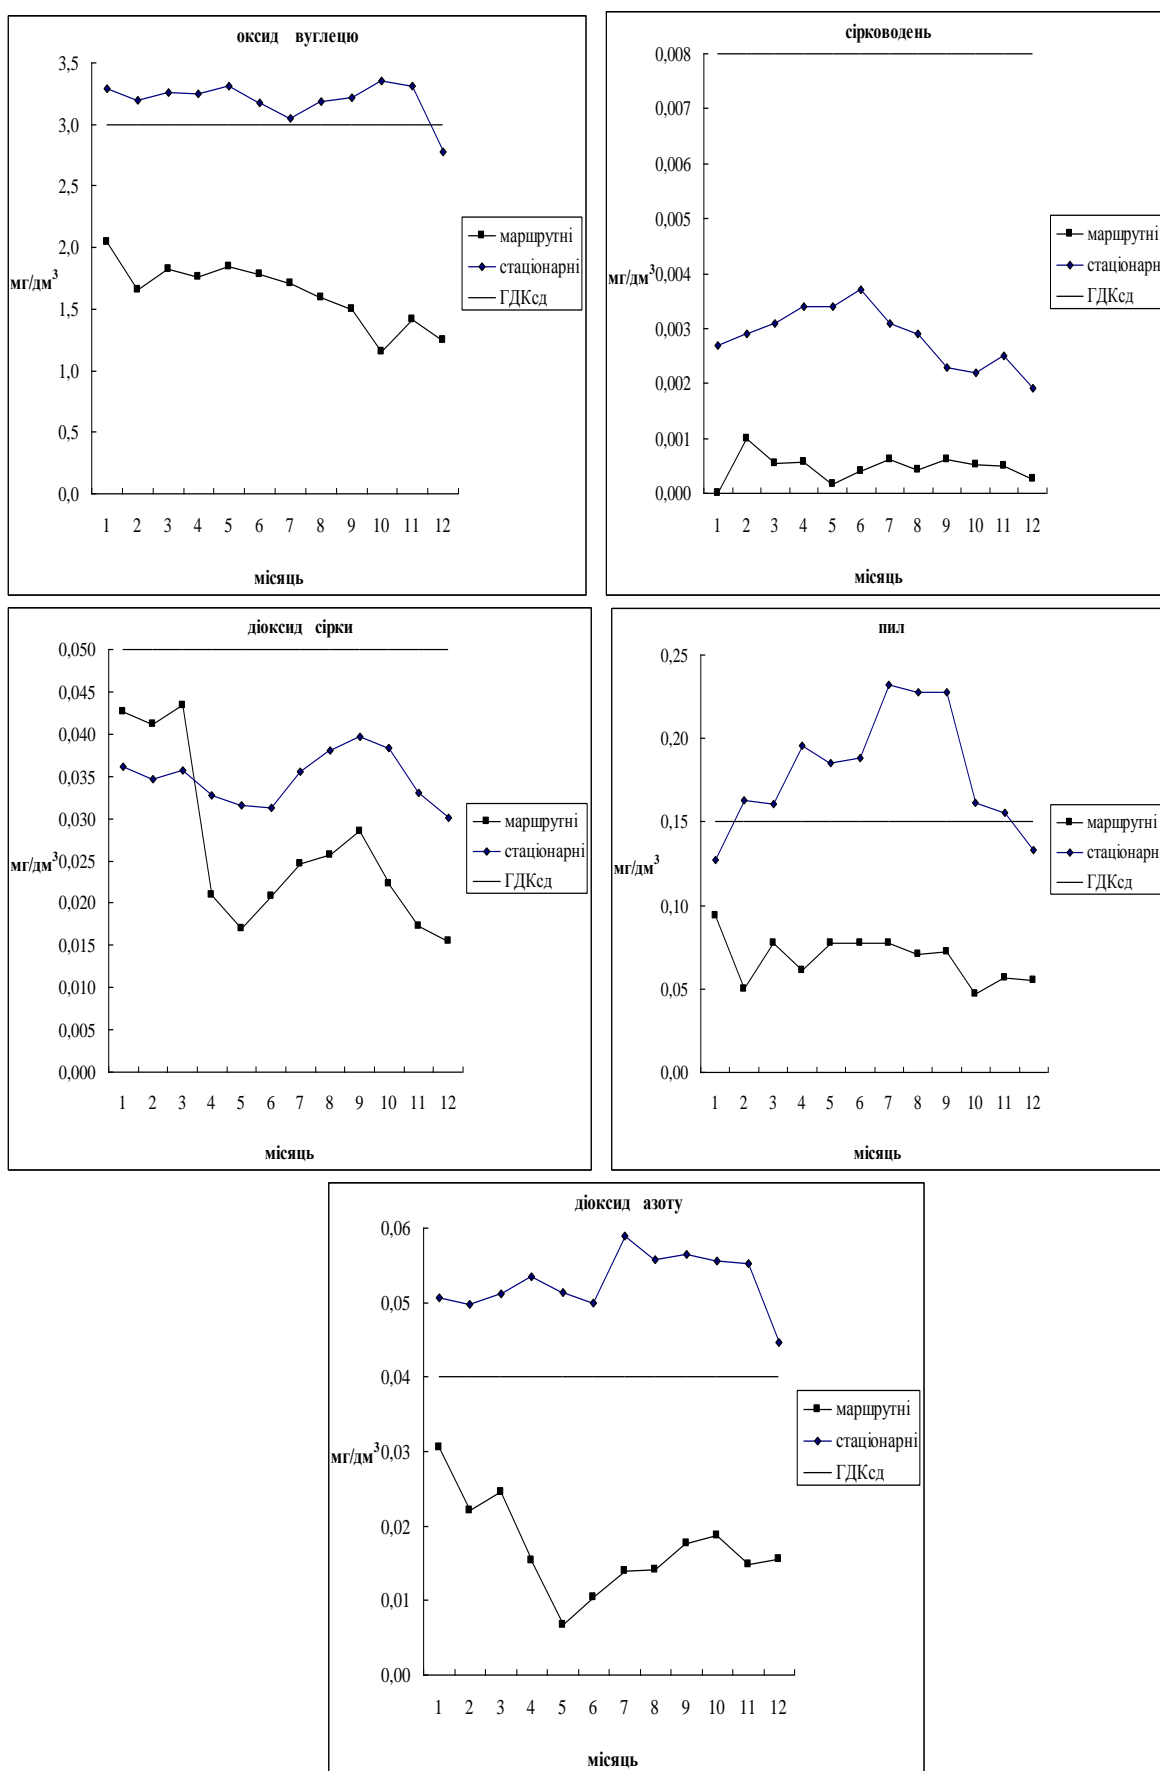 оксид вуглецю
3,5
3,0
2,5
2,0
1,5
1,0
0,5
0,0
мг/дм³
1 2 3 4 5 6 7 8 9 10 11 12
місяць
маршрутні
стаціонарні
ГДКсд
сірководень
0,008
0,007
0,006
0,005
0,004
0,003
0,002
0,001
0,000
мг/дм³
1 2 3 4 5 6 7 8 9 10 11 12
місяць
маршрутні
стаціонарні
ГДКсд
діоксид сірки
0,050
0,045
0,040
0,035
0,030
0,025
0,020
0,015
0,010
0,005
0,000
мг/дм³
1 2 3 4 5 6 7 8 9 10 11 12
місяць
маршрутні
стаціонарні
ГДКсд
пил
0,25
0,20
0,15
0,10
0,05
0,00
мг/дм³
1 2 3 4 5 6 7 8 9 10 11 12
місяць
маршрутні
стаціонарні
ГДКсд
діоксид азоту
0,06
0,05
0,04
0,03
0,02
0,01
0,00
мг/дм³
1 2 3 4 5 6 7 8 9 10 11 12
місяць
маршрутні
стаціонарні
ГДКсд